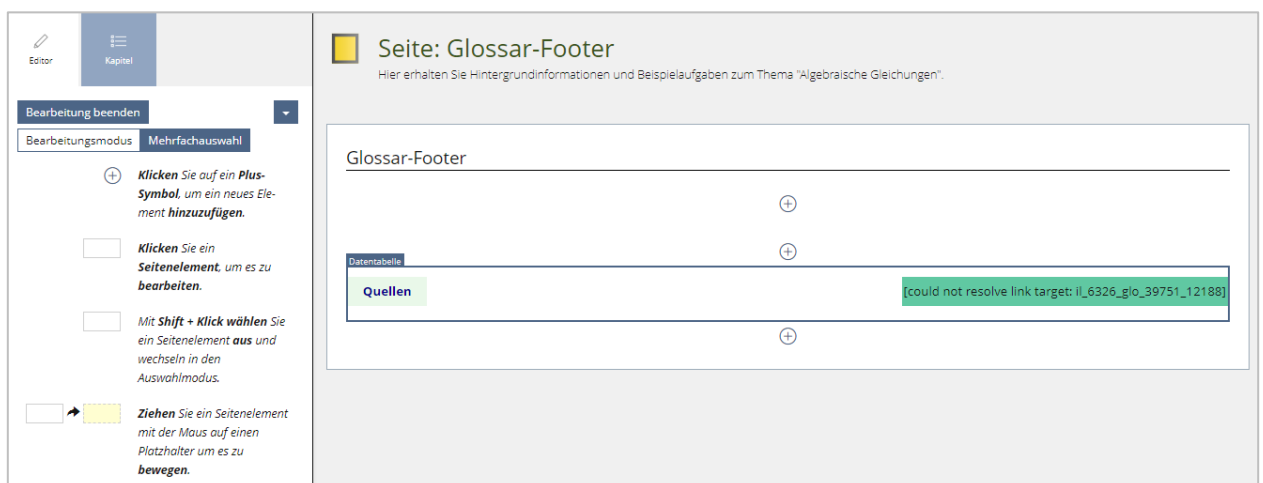 Editor
Kapitel
Bearbeitung beenden
Bearbeitungsmodus Mehrfachauswahl
Klicken Sie auf ein Plus-
Symbol, um ein neues Ele-
ment hinzuzufügen.
Klicken Sie ein
Seitenelement, um es zu
bearbeiten.
Mit Shift + Klick wählen Sie
ein Seitenelement aus und
wechseln in den
Auswahlmodus.
Ziehen Sie ein Seitenelement
mit der Maus auf einen
Platzhalter um es zu
bewegen.
Seite: Glossar-Footer
Hier erhalten Sie Hintergrundinformationen und Beispielaufgaben zum Thema "Algebraische Gleichungen".
Glossar-Footer
Datentabelle
Quellen
[could not resolve link target: il_6326_glo_39751_12188]